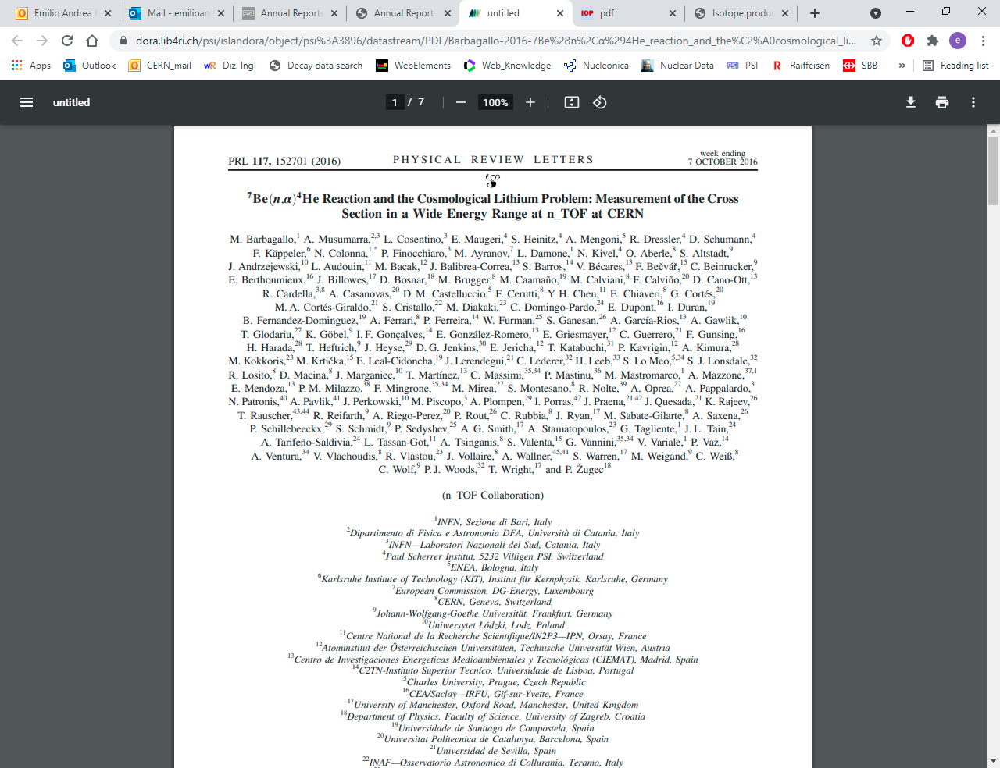 Emilio Andrea
Mail - emilioan
PSI Annual Reports
Annual Report
untitled
IOP pdf
Isotope produc
dora.lib4ri.ch/psi/islandora/object/psi%3A3896/datastream/PDF/Barbagallo-2016-7Be%28n%2Cα%294He_reaction_and_the%C2%A0cosmological_li...
e
Apps
Outlook
CERN_mail
wR Diz. Ingl
Decay data search
WebElements
Web_Knowledge
Nucleonica
Nuclear Data
PSI PSI
R Raiffeisen
SBB
»
Reading list
untitled
1 / 7
100%
PRL 117, 152701 (2016)
PHYSICAL REVIEW LETTERS
week ending
7 OCTOBER 2016
⁷Be(n,α)⁴He Reaction and the Cosmological Lithium Problem: Measurement of the Cross
Section in a Wide Energy Range at n_TOF at CERN
M. Barbagallo,¹ A. Musumarra,²,³ L. Cosentino,³ E. Maugeri,⁴ S. Heinitz,⁴ A. Mengoni,⁵ R. Dressler,⁴ D. Schumann,⁴
F. Käppeler,⁶ N. Colonna,¹,* P. Finocchiaro,³ M. Ayranov,⁷ L. Damone,¹ N. Kivel,⁴ O. Aberle,⁸ S. Altstadt,⁹
J. Andrzejewski,¹⁰ L. Audouin,¹¹ M. Bacak,¹² J. Balibrea-Correa,¹³ S. Barros,¹⁴ V. Bécares,¹³ F. Bečvář,¹⁵ C. Beinrucker,⁹
E. Berthoumieux,¹⁶ J. Billowes,¹⁷ D. Bosnar,¹⁸ M. Brugger,⁸ M. Caamaño,¹⁹ M. Calviani,⁸ F. Calviño,²⁰ D. Cano-Ott,¹³
R. Cardella,³,⁸ A. Casanovas,²⁰ D. M. Castelluccio,⁵ F. Cerutti,⁸ Y. H. Chen,¹¹ E. Chiaveri,⁸ G. Cortés,²⁰
M. A. Cortés-Giraldo,²¹ S. Cristallo,²² M. Diakaki,²³ C. Domingo-Pardo,²⁴ E. Dupont,¹⁶ I. Duran,¹⁹
B. Fernandez-Dominguez,¹⁹ A. Ferrari,⁸ P. Ferreira,¹⁴ W. Furman,²⁵ S. Ganesan,²⁶ A. García-Rios,¹³ A. Gawlik,¹⁰
T. Glodariu,²⁷ K. Göbel,⁹ I. F. Gonçalves,¹⁴ E. González-Romero,¹³ E. Griesmayer,¹² C. Guerrero,²¹ F. Gunsing,¹⁶
H. Harada,²⁸ T. Heftrich,⁹ J. Heyse,²⁹ D. G. Jenkins,³⁰ E. Jericha,¹² T. Katabuchi,³¹ P. Kavrigin,¹² A. Kimura,²⁸
M. Kokkoris,²³ M. Krtička,¹⁵ E. Leal-Cidoncha,¹⁹ J. Lerendegui,²¹ C. Lederer,³² H. Leeb,³³ S. Lo Meo,⁵,³⁴ S. J. Lonsdale,³²
R. Losito,⁸ D. Macina,⁸ J. Marganiec,¹⁰ T. Martínez,¹³ C. Massimi,³⁵,³⁴ P. Mastinu,³⁶ M. Mastromarco,¹ A. Mazzone,³⁷,¹
E. Mendoza,¹³ P. M. Milazzo,³⁸ F. Mingrone,³⁵,³⁴ M. Mirea,²⁷ S. Montesano,⁸ R. Nolte,³⁹ A. Oprea,²⁷ A. Pappalardo,³
N. Patronis,⁴⁰ A. Pavlik,⁴¹ J. Perkowski,¹⁰ M. Piscopo,³ A. Plompen,²⁹ I. Porras,⁴² J. Praena,²¹,⁴² J. Quesada,²¹ K. Rajeev,²⁶
T. Rauscher,⁴³,⁴⁴ R. Reifarth,⁹ A. Riego-Perez,²⁰ P. Rout,²⁶ C. Rubbia,⁸ J. Ryan,¹⁷ M. Sabate-Gilarte,⁸ A. Saxena,²⁶
P. Schillebeeckx,²⁹ S. Schmidt,⁹ P. Sedyshev,²⁵ A. G. Smith,¹⁷ A. Stamatopoulos,²³ G. Tagliente,¹ J. L. Tain,²⁴
A. Tarifeño-Saldivia,²⁴ L. Tassan-Got,¹¹ A. Tsinganis,⁸ S. Valenta,¹⁵ G. Vannini,³⁵,³⁴ V. Variale,¹ P. Vaz,¹⁴
A. Ventura,³⁴ V. Vlachoudis,⁸ R. Vlastou,²³ J. Vollaire,⁸ A. Wallner,⁴⁵,⁴¹ S. Warren,¹⁷ M. Weigand,⁹ C. Weiß,⁸
C. Wolf,⁹ P. J. Woods,³² T. Wright,¹⁷ and P. Žugec¹⁸
(n_TOF Collaboration)
¹INFN, Sezione di Bari, Italy
²Dipartimento di Fisica e Astronomia DFA, Università di Catania, Italy
³INFN—Laboratori Nazionali del Sud, Catania, Italy
⁴Paul Scherrer Institut, 5232 Villigen PSI, Switzerland
⁵ENEA, Bologna, Italy
⁶Karlsruhe Institute of Technology (KIT), Institut für Kernphysik, Karlsruhe, Germany
⁷European Commission, DG-Energy, Luxembourg
⁸CERN, Geneva, Switzerland
⁹Johann-Wolfgang-Goethe Universität, Frankfurt, Germany
¹⁰Uniwersytet Łódzki, Lodz, Poland
¹¹Centre National de la Recherche Scientifique/IN2P3—IPN, Orsay, France
¹²Atominstitut der Österreichischen Universitäten, Technische Universität Wien, Austria
¹³Centro de Investigaciones Energeticas Medioambientales y Tecnológicas (CIEMAT), Madrid, Spain
¹⁴C2TN-Instituto Superior Tecníco, Universidade de Lisboa, Portugal
¹⁵Charles University, Prague, Czech Republic
¹⁶CEA/Saclay—IRFU, Gif-sur-Yvette, France
¹⁷University of Manchester, Oxford Road, Manchester, United Kingdom
¹⁸Department of Physics, Faculty of Science, University of Zagreb, Croatia
¹⁹Universidade de Santiago de Compostela, Spain
²⁰Universitat Politecnica de Catalunya, Barcelona, Spain
²¹Universidad de Sevilla, Spain
²²INAF—Osservatorio Astronomico di Collurania, Teramo, Italy